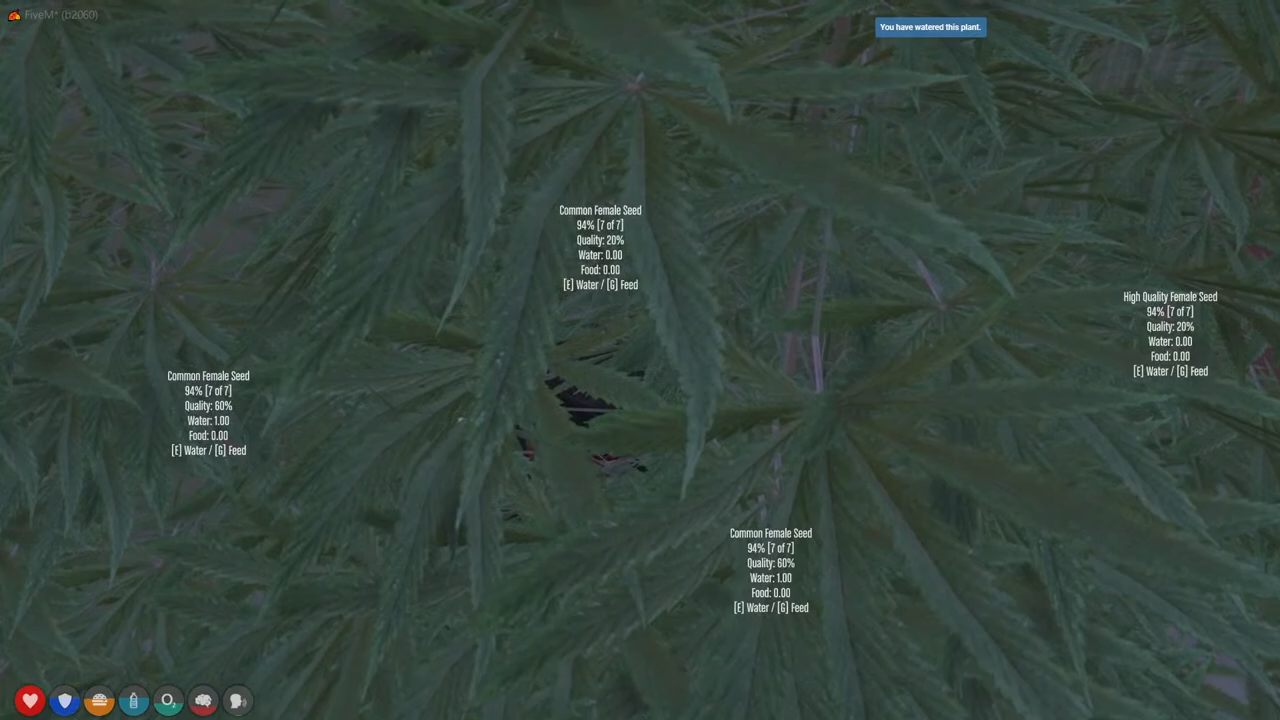 FiveM* (b2060)
You have watered this plant.
Common Female Seed
94% [7 of 7]
Quality: 20%
Water: 0.00
Food: 0.00
[E] Water / [G] Feed
High Quality Female Seed
94% [7 of 7]
Quality: 20%
Water: 0.00
Food: 0.00
[E] Water / [G] Feed
Common Female Seed
94% [7 of 7]
Quality: 60%
Water: 1.00
Food: 0.00
[E] Water / [G] Feed
Common Female Seed
94% [7 of 7]
Quality: 60%
Water: 1.00
Food: 0.00
[E] Water / [G] Feed
O2